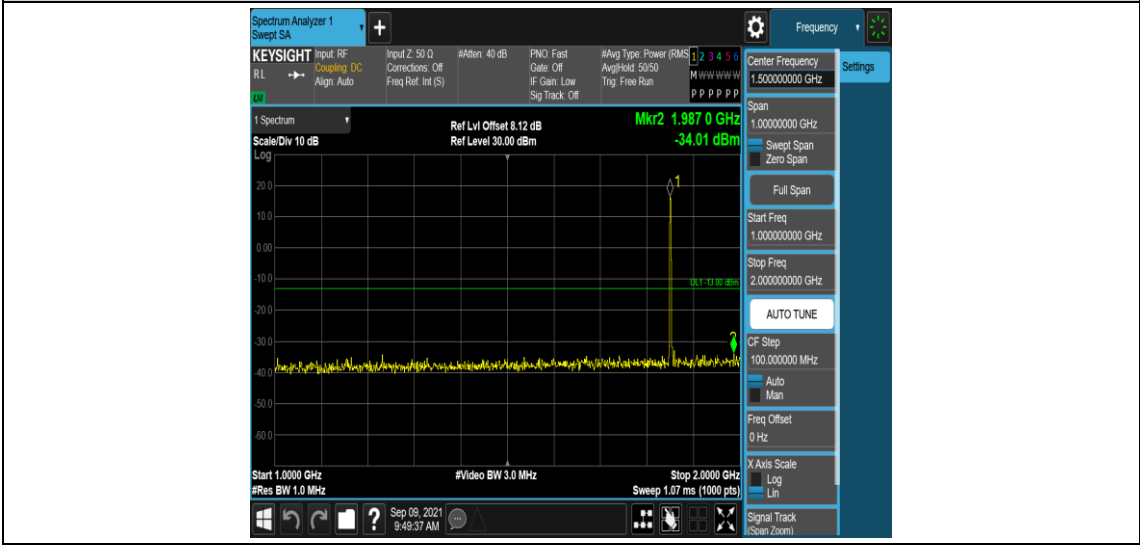 Spectrum Analyzer 1
Swept SA
+
Frequency
KEYSIGHT
RL
LNI
Input: RF
Coupling: DC
Align: Auto
Input Z: 50 Ω
Corrections: Off
Freq Ref: Int (S)
#Atten: 40 dB
PNO: Fast
Gate: Off
IF Gain: Low
Sig Track: Off
#Avg Type: Power (RMS
Avg|Hold: 50/50
Trig: Free Run
1 2 3 4 5 6
M W W W W W
P P P P P P
1 Spectrum
Scale/Div 10 dB
Log
Ref Lvl Offset 8.12 dB
Ref Level 30.00 dBm
Mkr2 1.987 0 GHz
-34.01 dBm
20.0
10.0
0.00
-10.0
-20.0
-30.0
-40.0
-50.0
-60.0
1
2
DL1 -13.00 dBm
Start 1.0000 GHz
#Res BW 1.0 MHz
#Video BW 3.0 MHz
Stop 2.0000 GHz
Sweep 1.07 ms (1000 pts)
Sep 09, 2021
9:49:37 AM
Center Frequency
1.500000000 GHz
Settings
Span
1.00000000 GHz
Swept Span
Zero Span
Full Span
Start Freq
1.000000000 GHz
Stop Freq
2.000000000 GHz
AUTO TUNE
CF Step
100.000000 MHz
Auto
Man
Freq Offset
0 Hz
X Axis Scale
Log
Lin
Signal Track
(Span Zoom)